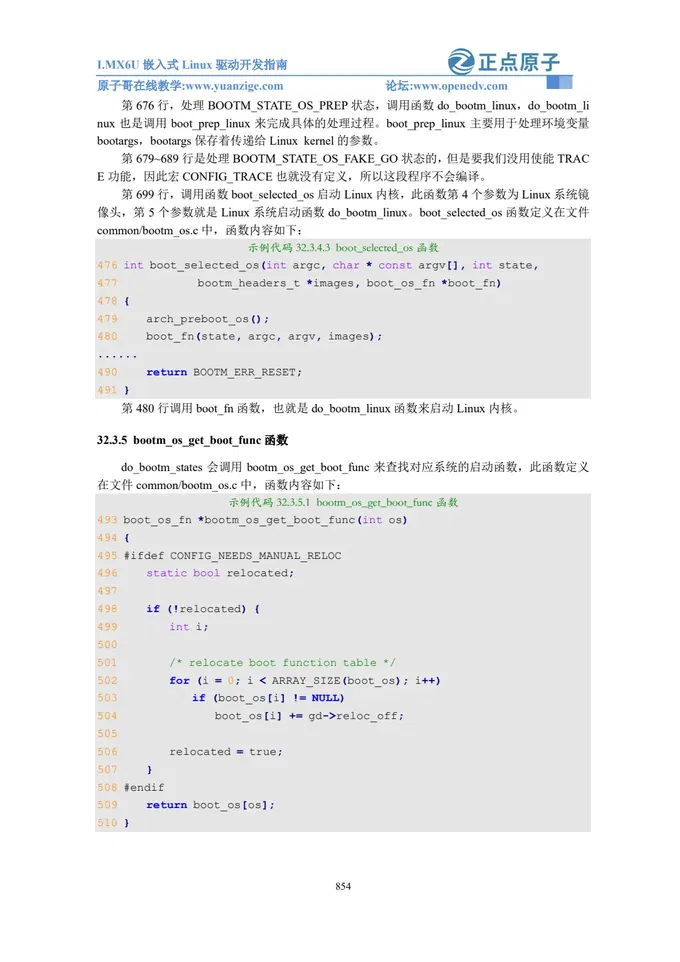 I.MX6U 嵌入式 Linux 驱动开发指南
正点原子
原子哥在线教学:www.yuanzige.com 论坛:www.openedv.com
第 676 行，处理 BOOTM_STATE_OS_PREP 状态，调用函数 do_bootm_linux，do_bootm_li
nux 也是调用 boot_prep_linux 来完成具体的处理过程。boot_prep_linux 主要用于处理环境变量
bootargs，bootargs 保存着传递给 Linux kernel 的参数。
第 679~689 行是处理 BOOTM_STATE_OS_FAKE_GO 状态的，但是要我们没用使能 TRAC
E 功能，因此宏 CONFIG_TRACE 也就没有定义，所以这段程序不会编译。
第 699 行，调用函数 boot_selected_os 启动 Linux 内核，此函数第 4 个参数为 Linux 系统镜
像头，第 5 个参数就是 Linux 系统启动函数 do_bootm_linux。boot_selected_os 函数定义在文件
common/bootm_os.c 中，函数内容如下：
示例代码 32.3.4.3 boot_selected_os 函数
476 int boot_selected_os(int argc, char * const argv[], int state,
477 bootm_headers_t *images, boot_os_fn *boot_fn)
478 {
479 arch_preboot_os();
480 boot_fn(state, argc, argv, images);
......
490 return BOOTM_ERR_RESET;
491 }
第 480 行调用 boot_fn 函数，也就是 do_bootm_linux 函数来启动 Linux 内核。
32.3.5 bootm_os_get_boot_func 函数
do_bootm_states 会调用 bootm_os_get_boot_func 来查找对应系统的启动函数，此函数定义
在文件 common/bootm_os.c 中，函数内容如下：
示例代码 32.3.5.1 bootm_os_get_boot_func 函数
493 boot_os_fn *bootm_os_get_boot_func(int os)
494 {
495 #ifdef CONFIG_NEEDS_MANUAL_RELOC
496 static bool relocated;
497
498 if (!relocated) {
499 int i;
500
501 /* relocate boot function table */
502 for (i = 0; i < ARRAY_SIZE(boot_os); i++)
503 if (boot_os[i] != NULL)
504 boot_os[i] += gd->reloc_off;
505
506 relocated = true;
507 }
508 #endif
509 return boot_os[os];
510 }
854